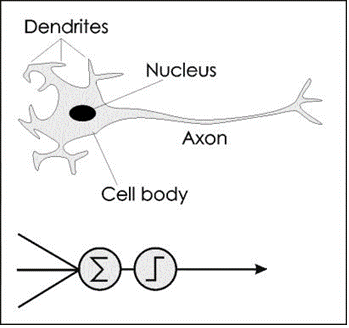 Dendrites
Nucleus
Axon
Cell body
Σ